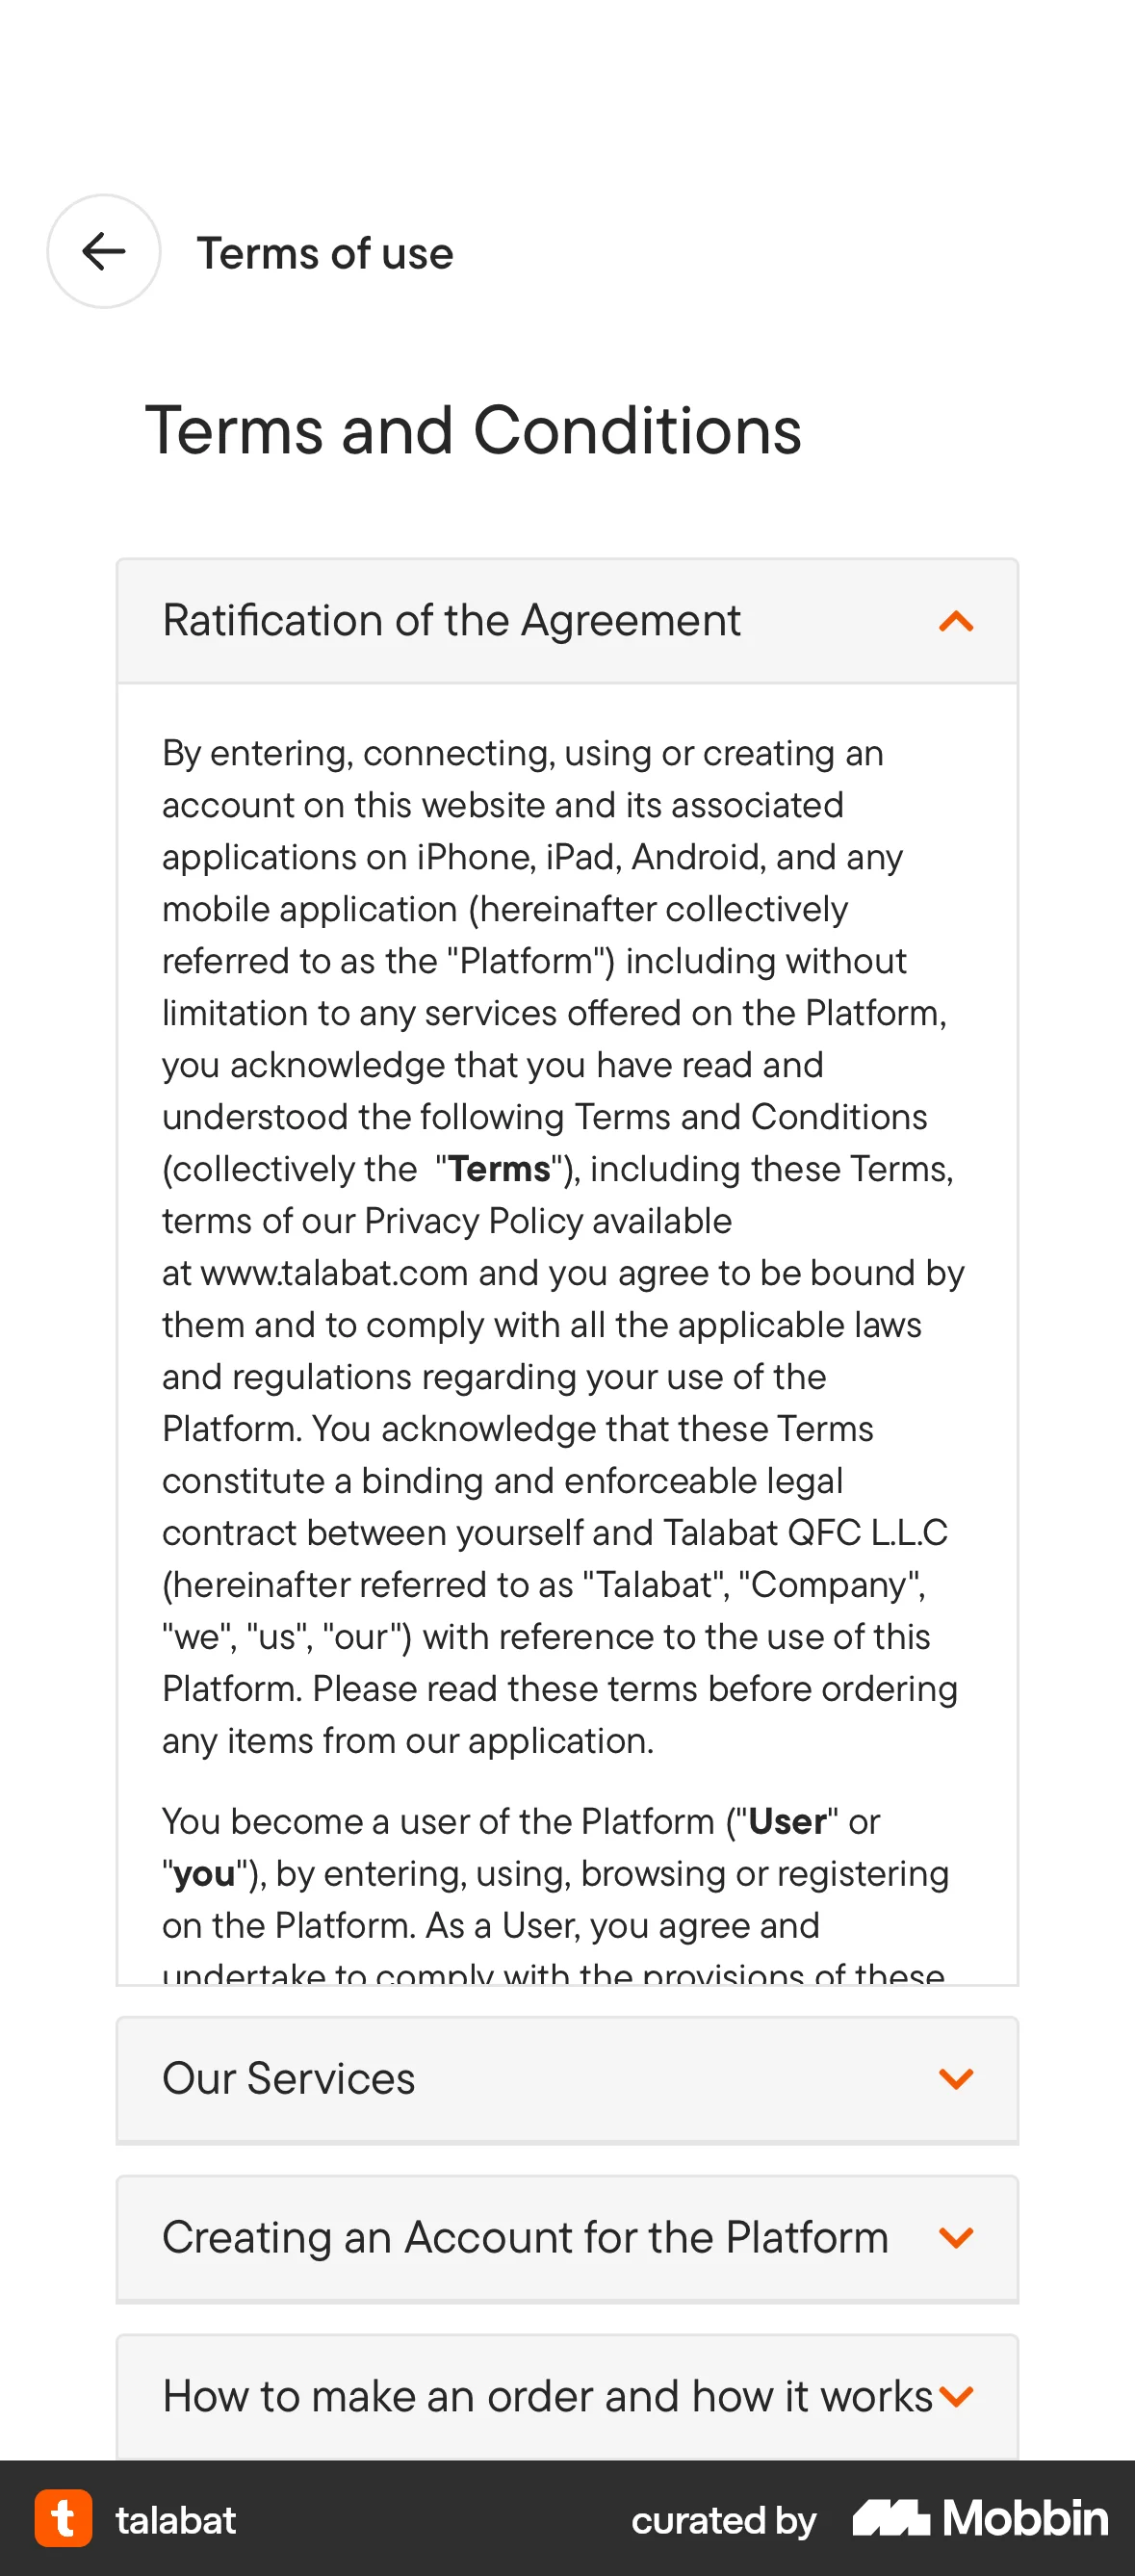 Terms of use
Terms and Conditions
Ratification of the Agreement
By entering, connecting, using or creating an
account on this website and its associated
applications on iPhone, iPad, Android, and any
mobile application (hereinafter collectively
referred to as the "Platform") including without
limitation to any services offered on the Platform,
you acknowledge that you have read and
understood the following Terms and Conditions
(collectively the  "Terms"), including these Terms,
terms of our Privacy Policy available
at www.talabat.com and you agree to be bound by
them and to comply with all the applicable laws
and regulations regarding your use of the
Platform. You acknowledge that these Terms
constitute a binding and enforceable legal
contract between yourself and Talabat QFC L.L.C
(hereinafter referred to as "Talabat", "Company",
"we", "us", "our") with reference to the use of this
Platform. Please read these terms before ordering
any items from our application.
You become a user of the Platform ("User" or
"you"), by entering, using, browsing or registering
on the Platform. As a User, you agree and
undertake to comply with the provisions of these
Our Services
Creating an Account for the Platform
How to make an order and how it works
t talabat
curated by Mobbin